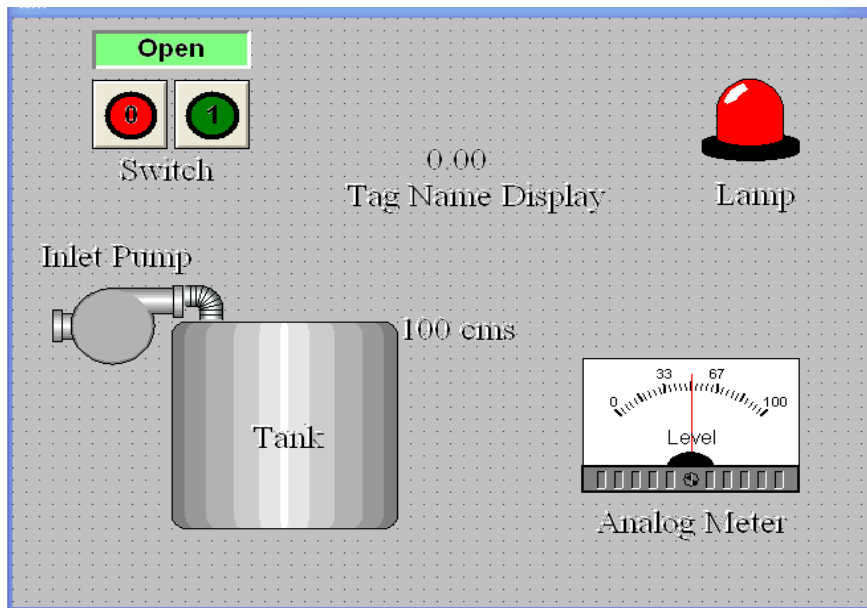 Open
0 1
Switch
0.00
Tag Name Display
Lamp
Inlet Pump
100 cms
Tank
0 33 67 100
Level
Analog Meter